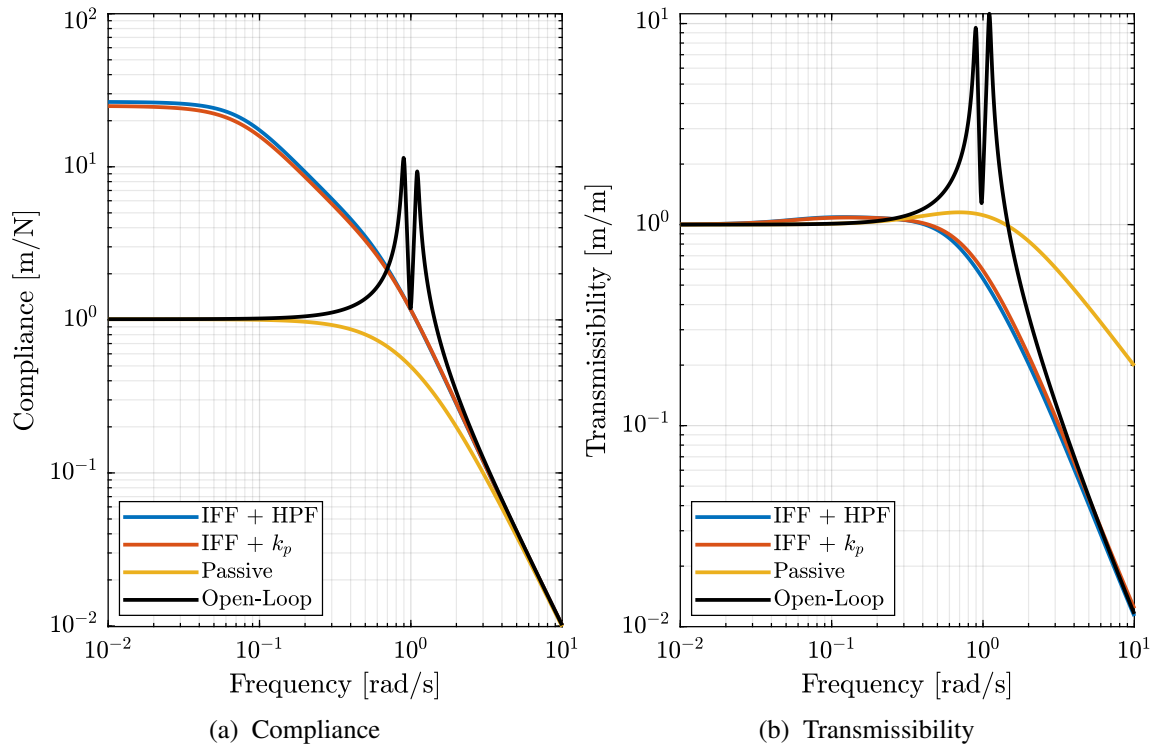 10^2
10^1
10^0
10^{-1}
10^{-2}
Compliance [m/N]
IFF + HPF
IFF + k_p
Passive
Open-Loop
10^{-2}
10^{-1}
10^0
10^1
Frequency [rad/s]
(a) Compliance
10^1
10^0
10^{-1}
10^{-2}
Transmissibility [m/m]
IFF + HPF
IFF + k_p
Passive
Open-Loop
10^{-2}
10^{-1}
10^0
10^1
Frequency [rad/s]
(b) Transmissibility